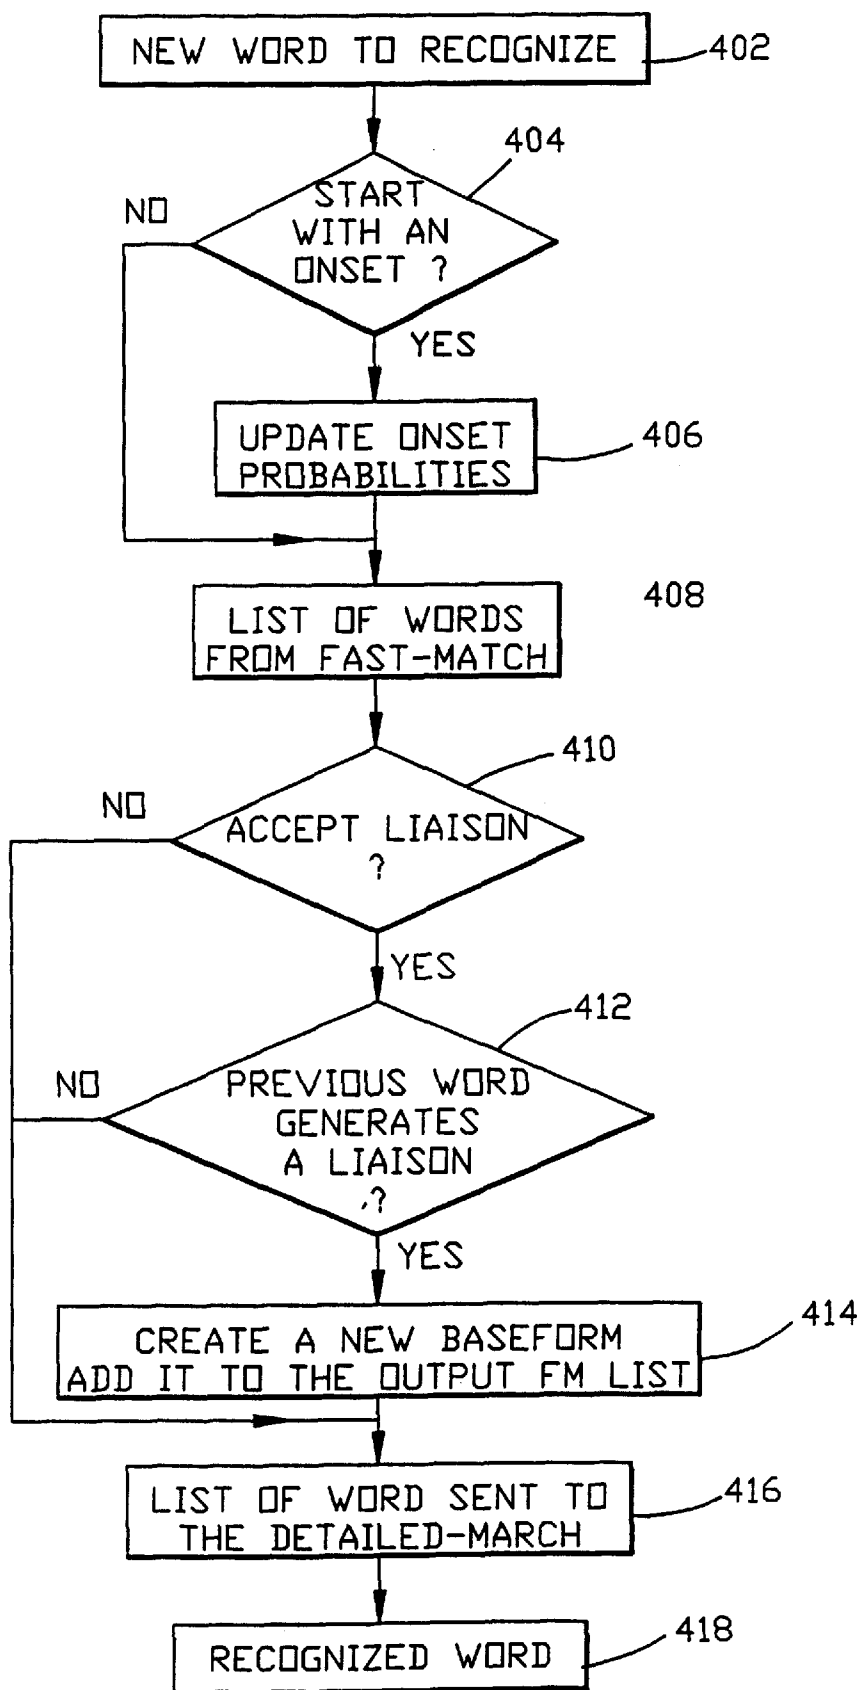 NEW WORD TO RECOGNIZE
402
404
START
WITH AN
ONSET ?
NO
YES
UPDATE ONSET
PROBABILITIES
406
408
LIST OF WORDS
FROM FAST-MATCH
410
NO
ACCEPT LIAISON
?
YES
412
NO
PREVIOUS WORD
GENERATES
A LIAISON
?
YES
414
CREATE A NEW BASEFORM
ADD IT TO THE OUTPUT FM LIST
LIST OF WORD SENT TO
THE DETAILED-MARCH
416
RECOGNIZED WORD
418